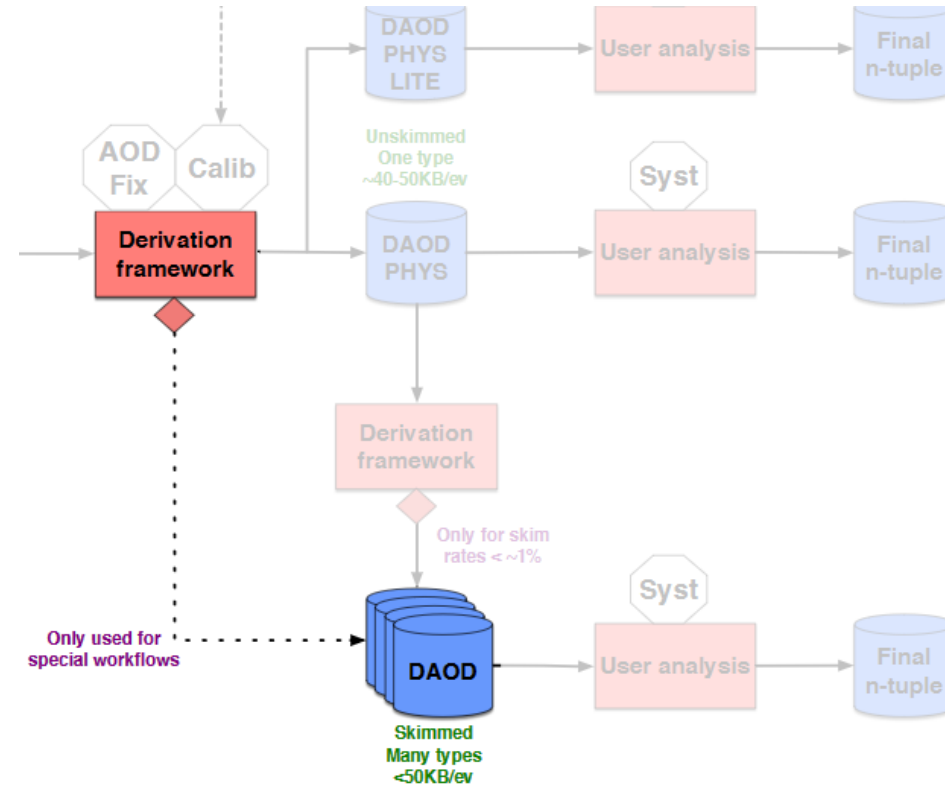 DAOD
PHYS
LITE
User analysis
Final
n-tuple
Unskimmed
One type
~40-50KB/ev
AOD
Fix
Calib
Syst
Derivation
framework
DAOD
PHYS
User analysis
Final
n-tuple
Derivation
framework
Only for skim
rates < ~1%
Syst
Only used for
special workflows
DAOD
User analysis
Final
n-tuple
Skimmed
Many types
<50KB/ev